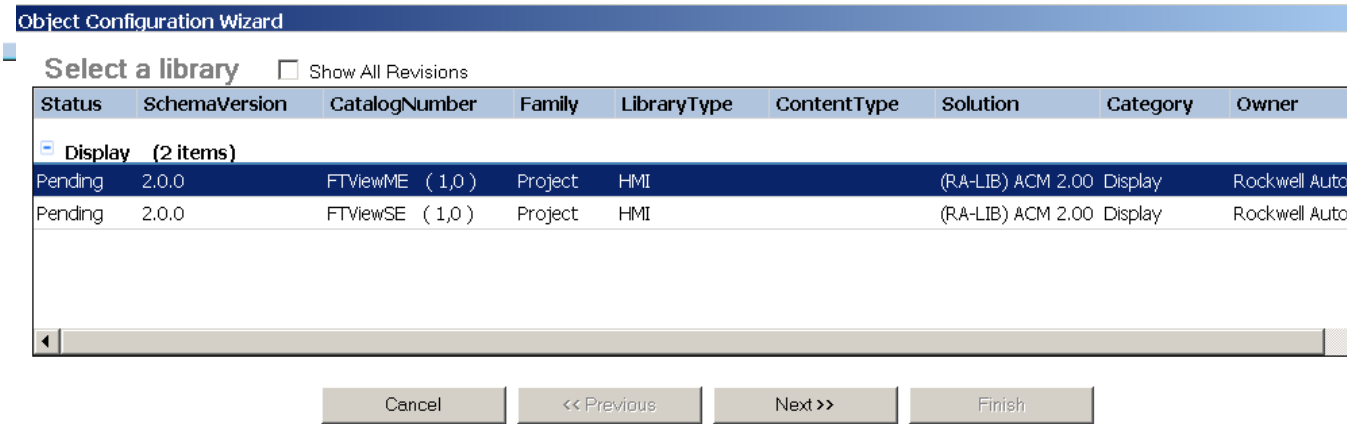 Object Configuration Wizard
Select a library Show All Revisions
Status SchemaVersion CatalogNumber Family LibraryType ContentType Solution Category Owner
Display (2 items)
Pending 2.0.0 FTViewME ( 1,0 ) Project HMI (RA-LIB) ACM 2.00 Display Rockwell Auto
Pending 2.0.0 FTViewSE ( 1,0 ) Project HMI (RA-LIB) ACM 2.00 Display Rockwell Auto
Cancel << Previous Next >> Finish